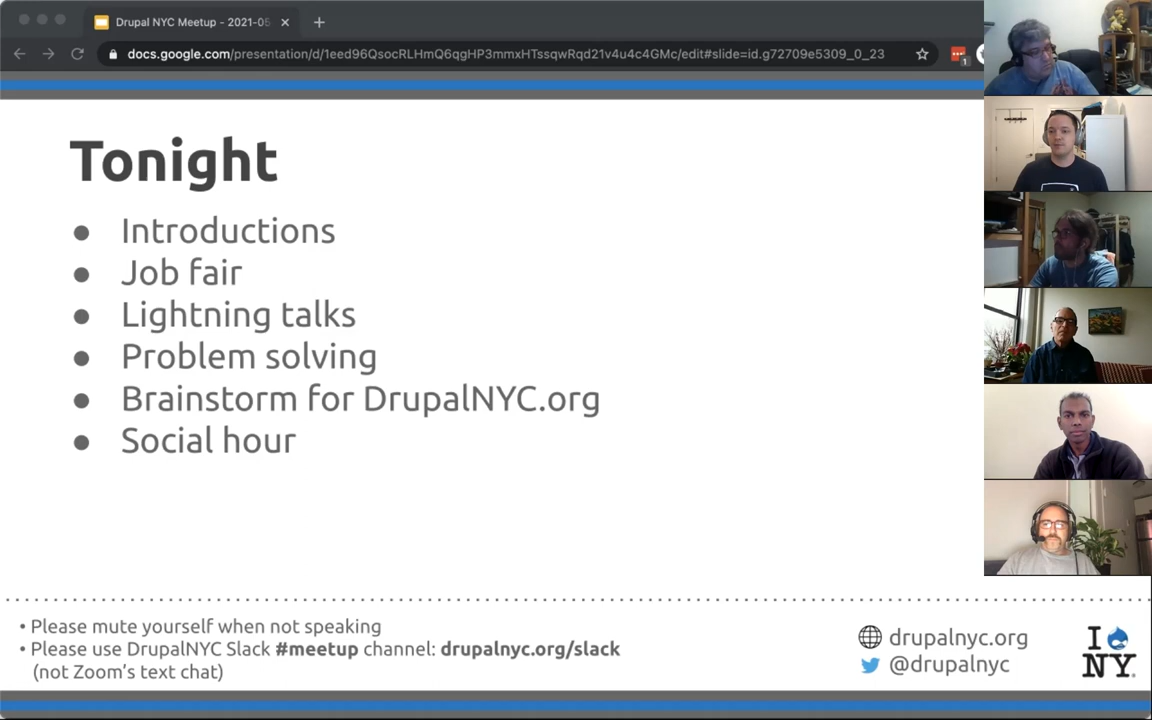 Drupal NYC Meetup - 2021-05
docs.google.com/presentation/d/1eed96QsocRLHmQ6qgHP3mmxHTssqwRqd21v4u4c4GMc/edit#slide=id.g72709e5309_0_23
1
Tonight
● Introductions
● Job fair
● Lightning talks
● Problem solving
● Brainstorm for DrupalNYC.org
● Social hour
• Please mute yourself when not speaking
• Please use DrupalNYC Slack #meetup channel: drupalnyc.org/slack
(not Zoom's text chat)
drupalnyc.org
@drupalnyc
I
NY